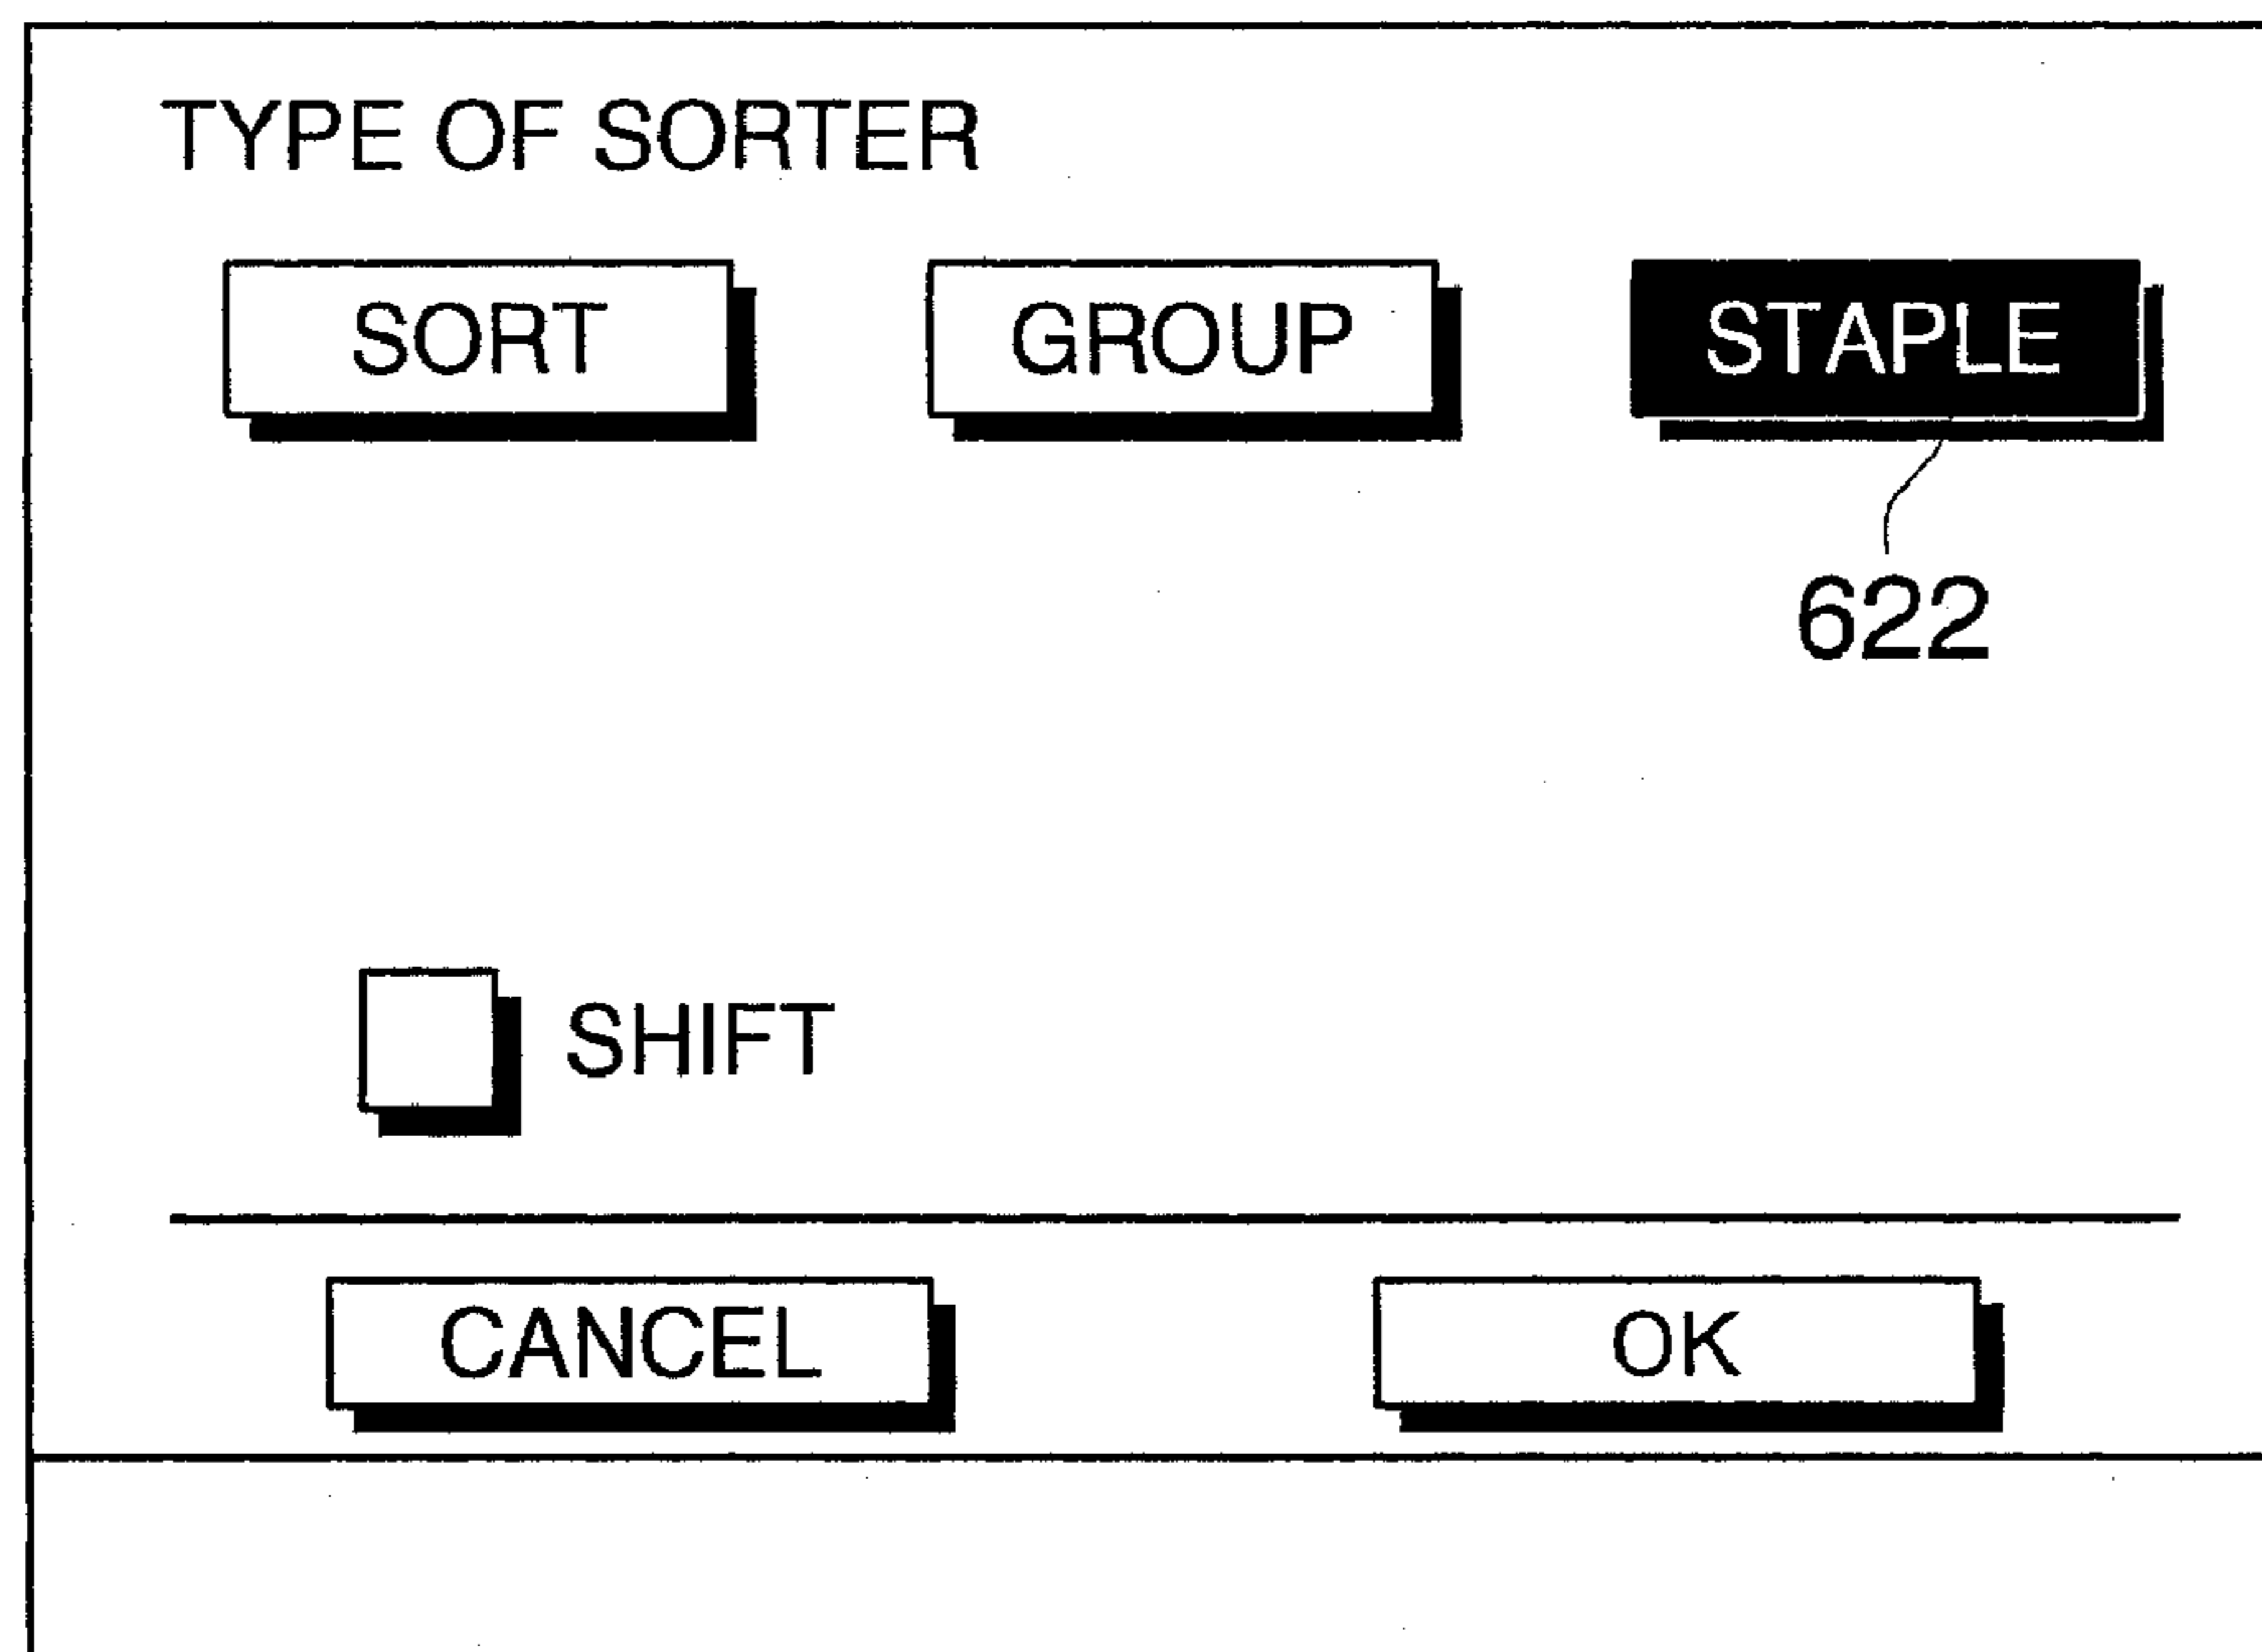 TYPE OF SORTER
SORT GROUP STAPLE
622
SHIFT
CANCEL OK